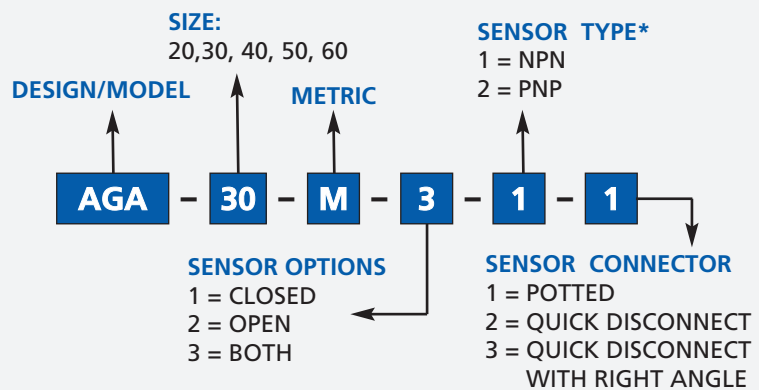 SIZE:
20,30, 40, 50, 60
SENSOR TYPE*
1 = NPN
2 = PNP
DESIGN/MODEL
METRIC
AGA - 30 - M - 3 - 1 - 1
SENSOR OPTIONS
1 = CLOSED
2 = OPEN
3 = BOTH
SENSOR CONNECTOR
1 = POTTED
2 = QUICK DISCONNECT
3 = QUICK DISCONNECT
WITH RIGHT ANGLE